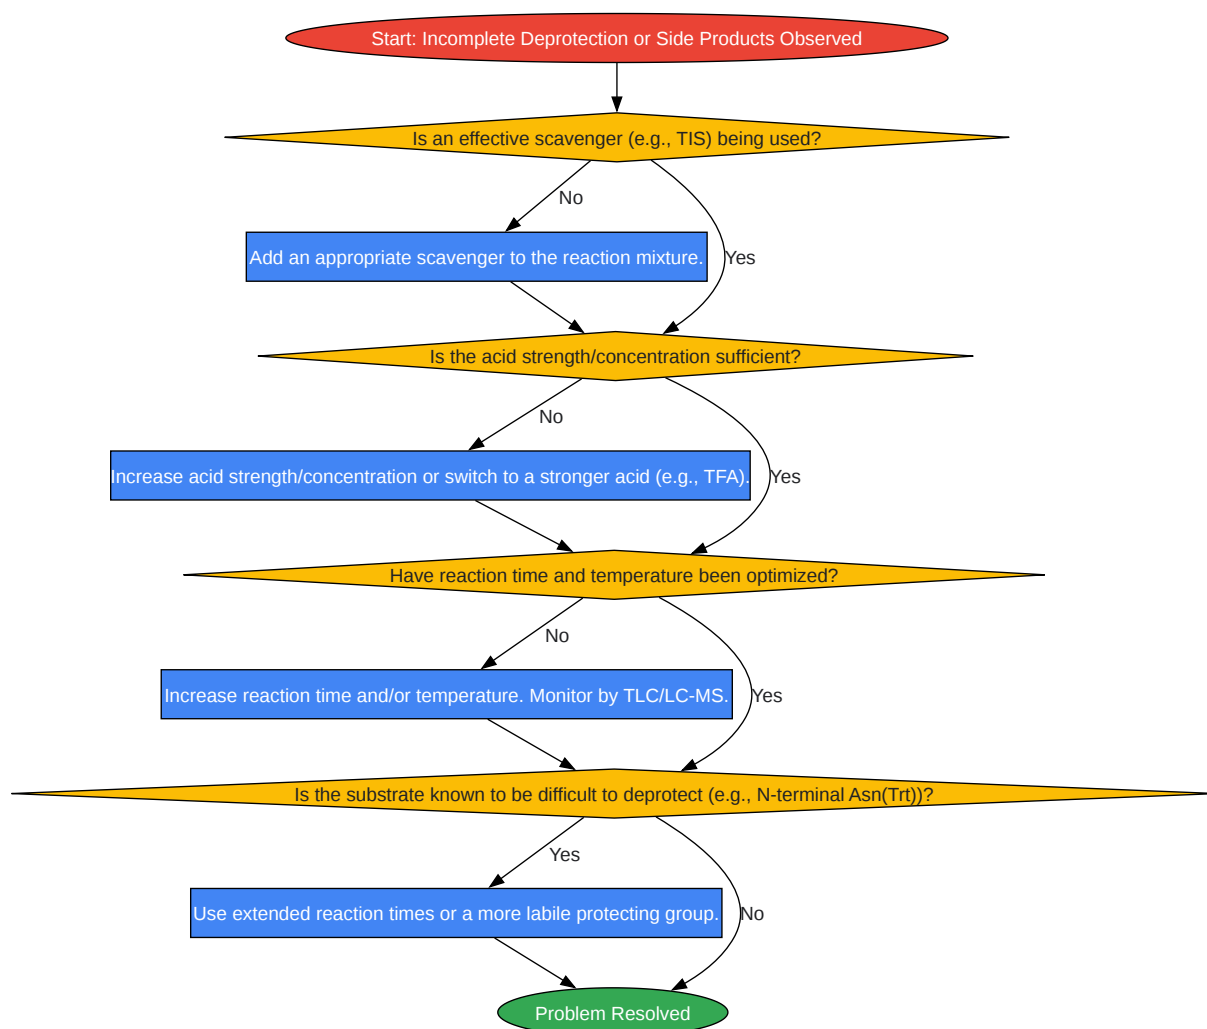 Start: Incomplete Deprotection or Side Products Observed
Is an effective scavenger (e.g., TIS) being used?
No
Add an appropriate scavenger to the reaction mixture.
Yes
Is the acid strength/concentration sufficient?
No
Increase acid strength/concentration or switch to a stronger acid (e.g., TFA).
Yes
Have reaction time and temperature been optimized?
No
Increase reaction time and/or temperature. Monitor by TLC/LC-MS.
Yes
Is the substrate known to be difficult to deprotect (e.g., N-terminal Asn(Trt))?
Yes
Use extended reaction times or a more labile protecting group.
No
Problem Resolved